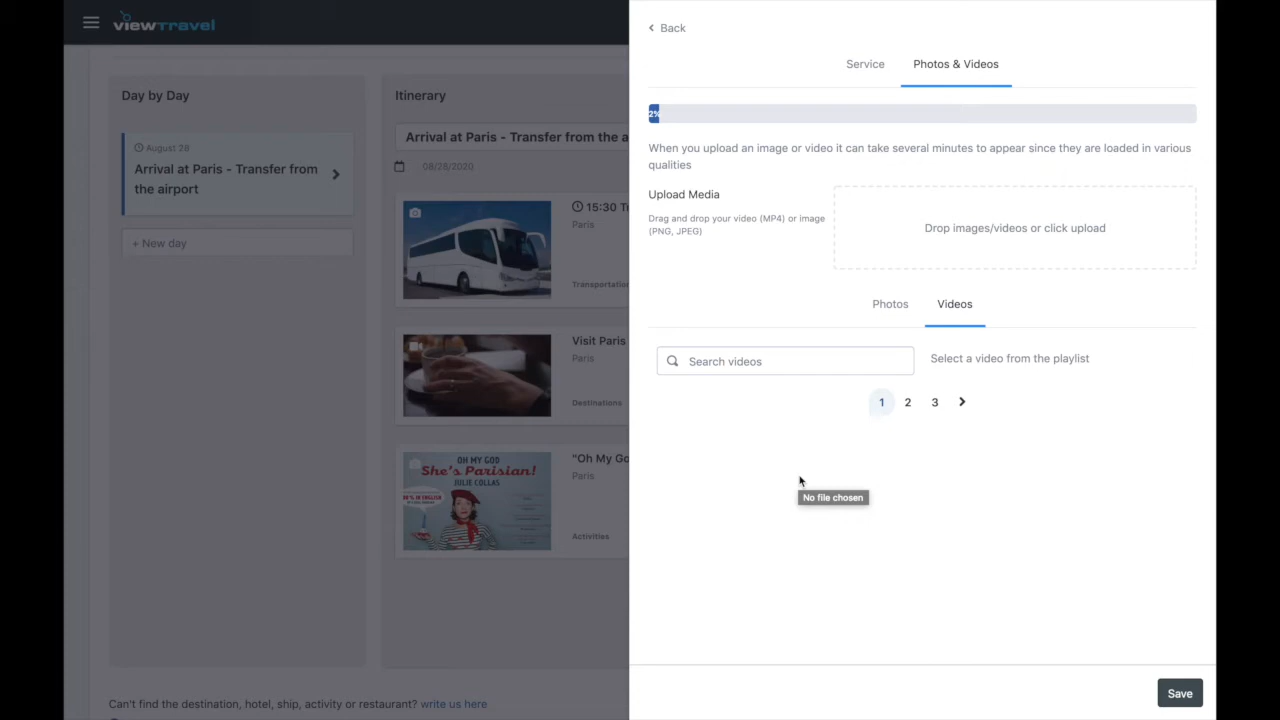 viewtravel
Day by Day
August 28
Arrival at Paris - Transfer from
the airport
+ New day
Itinerary
Arrival at Paris - Transfer from the a
08/28/2020
15:30 Tr
Paris
Transportation
Visit Paris
Paris
Destinations
OH MY GOD
She's Parisian!
JULIE COLLAS
"Oh My Go
Paris
Activities
Can't find the destination, hotel, ship, activity or restaurant? write us here
Back
Service
Photos & Videos
2%
When you upload an image or video it can take several minutes to appear since they are loaded in various
qualities
Upload Media
Drag and drop your video (MP4) or image
(PNG, JPEG)
Drop images/videos or click upload
Photos
Videos
Search videos
Select a video from the playlist
1 2 3
No file chosen
Save